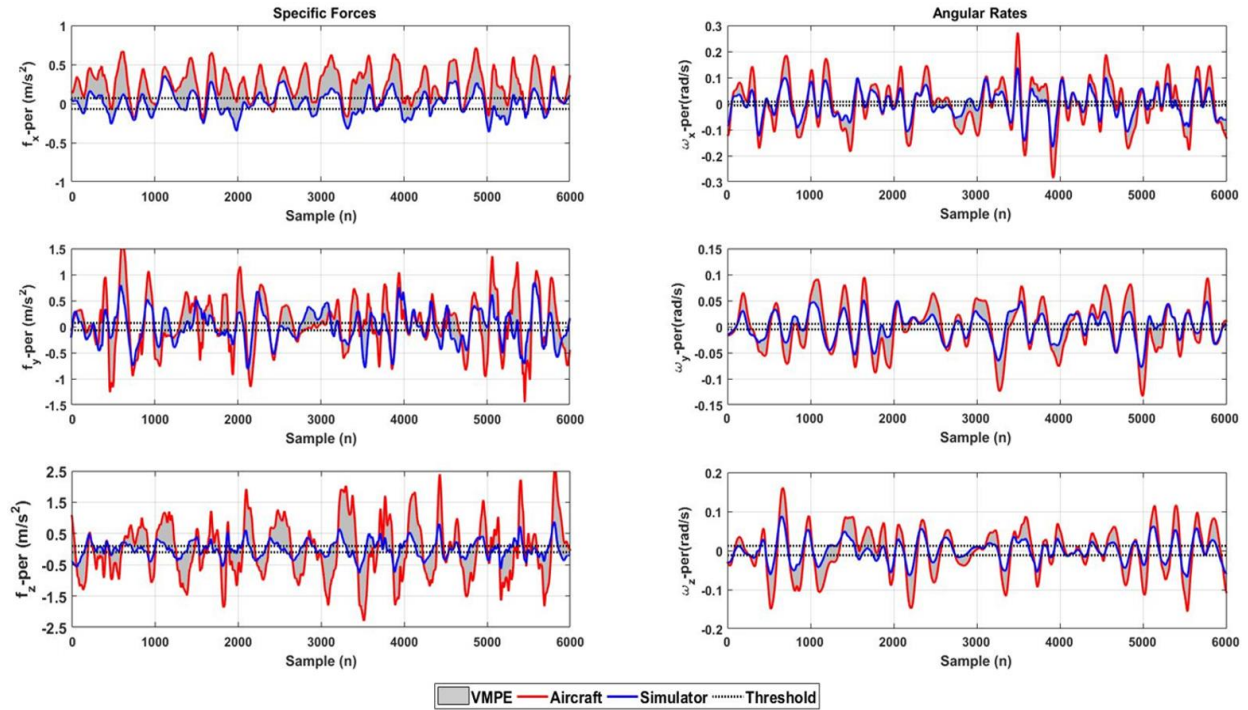 Specific Forces
1
0.5
0
-0.5
-1
fx-per (m/s²)
0 1000 2000 3000 4000 5000 6000
Sample (n)
Angular Rates
0.3
0.2
0.1
0
-0.1
-0.2
-0.3
ωx-per(rad/s)
0 1000 2000 3000 4000 5000 6000
Sample (n)
1.5
1
0.5
0
-0.5
-1
-1.5
fy-per (m/s²)
0 1000 2000 3000 4000 5000 6000
Sample (n)
0.15
0.1
0.05
0
-0.05
-0.1
-0.15
ωy-per(rad/s)
0 1000 2000 3000 4000 5000 6000
Sample (n)
2.5
1.5
0.5
-0.5
-1.5
-2.5
fz-per (m/s²)
0 1000 2000 3000 4000 5000 6000
Sample (n)
0.2
0.1
0
-0.1
-0.2
ωz-per(rad/s)
0 1000 2000 3000 4000 5000 6000
Sample (n)
VMPE Aircraft Simulator Threshold